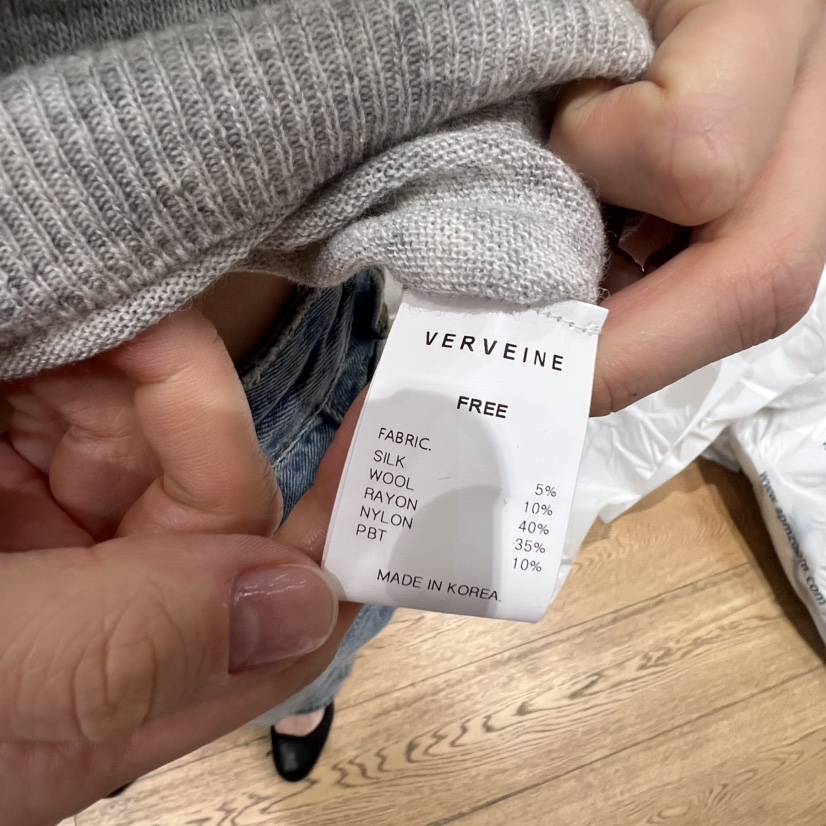 VERVEINE
FREE
FABRIC.
SILK 5%
WOOL 10%
RAYON 40%
NYLON 35%
PBT 10%
MADE IN KOREA.